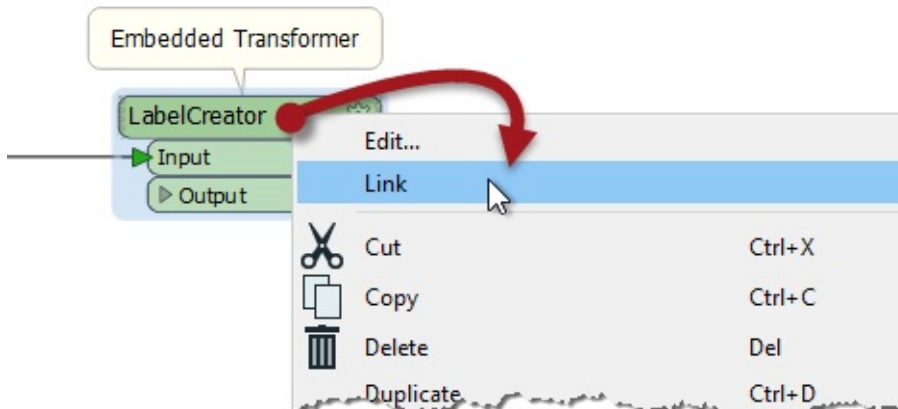 Embedded Transformer
LabelCreator
Input
Output
Edit...
Link
Cut Ctrl+X
Copy Ctrl+C
Delete Del
Duplicate Ctrl+D